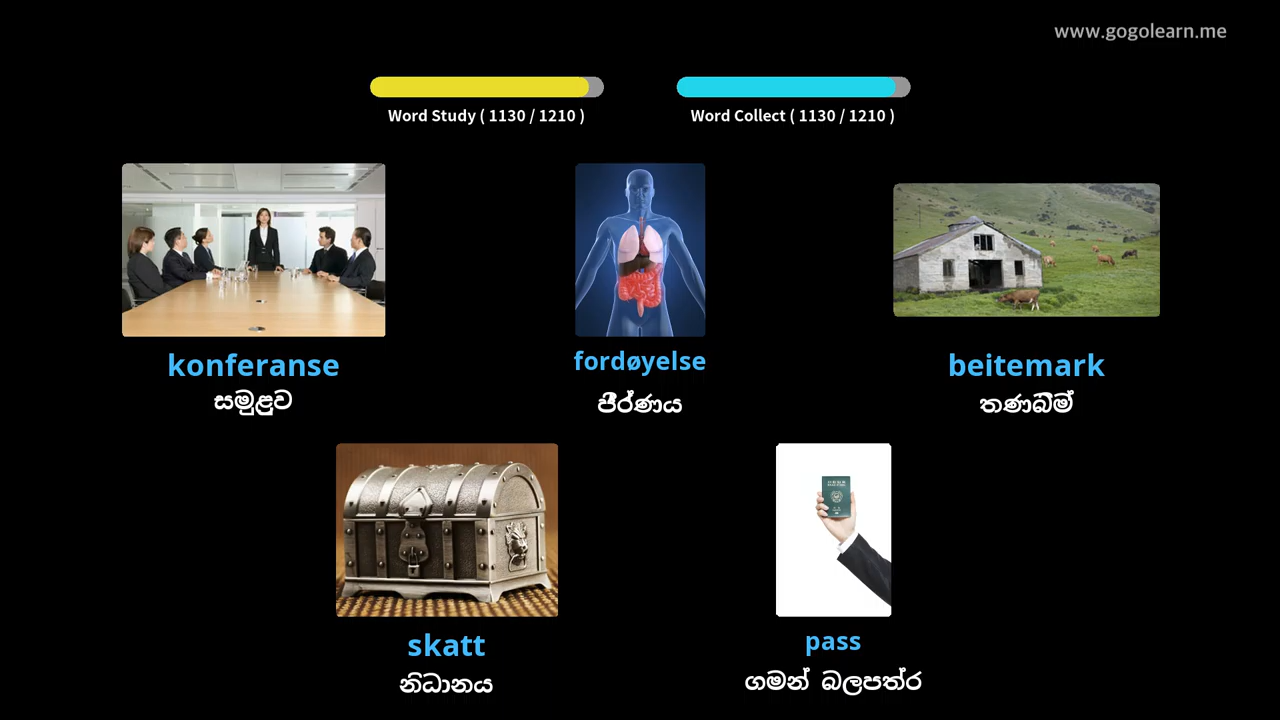 www.gogolearn.me
Word Study ( 1130 / 1210 )
Word Collect ( 1130 / 1210 )
konferanse
සමුළුව
fordøyelse
ජීර්ණය
beitemark
තණබිම්
skatt
නිධානය
pass
ගමන් බලපත්ර